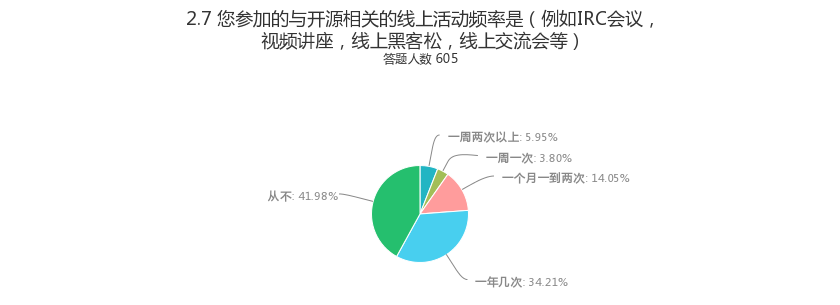 2.7 您参加的与开源相关的线上活动频率是（例如IRC会议，
视频讲座，线上黑客松，线上交流会等）
答题人数 605
一周两次以上: 5.95%
一周一次: 3.80%
一个月一到两次: 14.05%
从不: 41.98%
一年几次: 34.21%